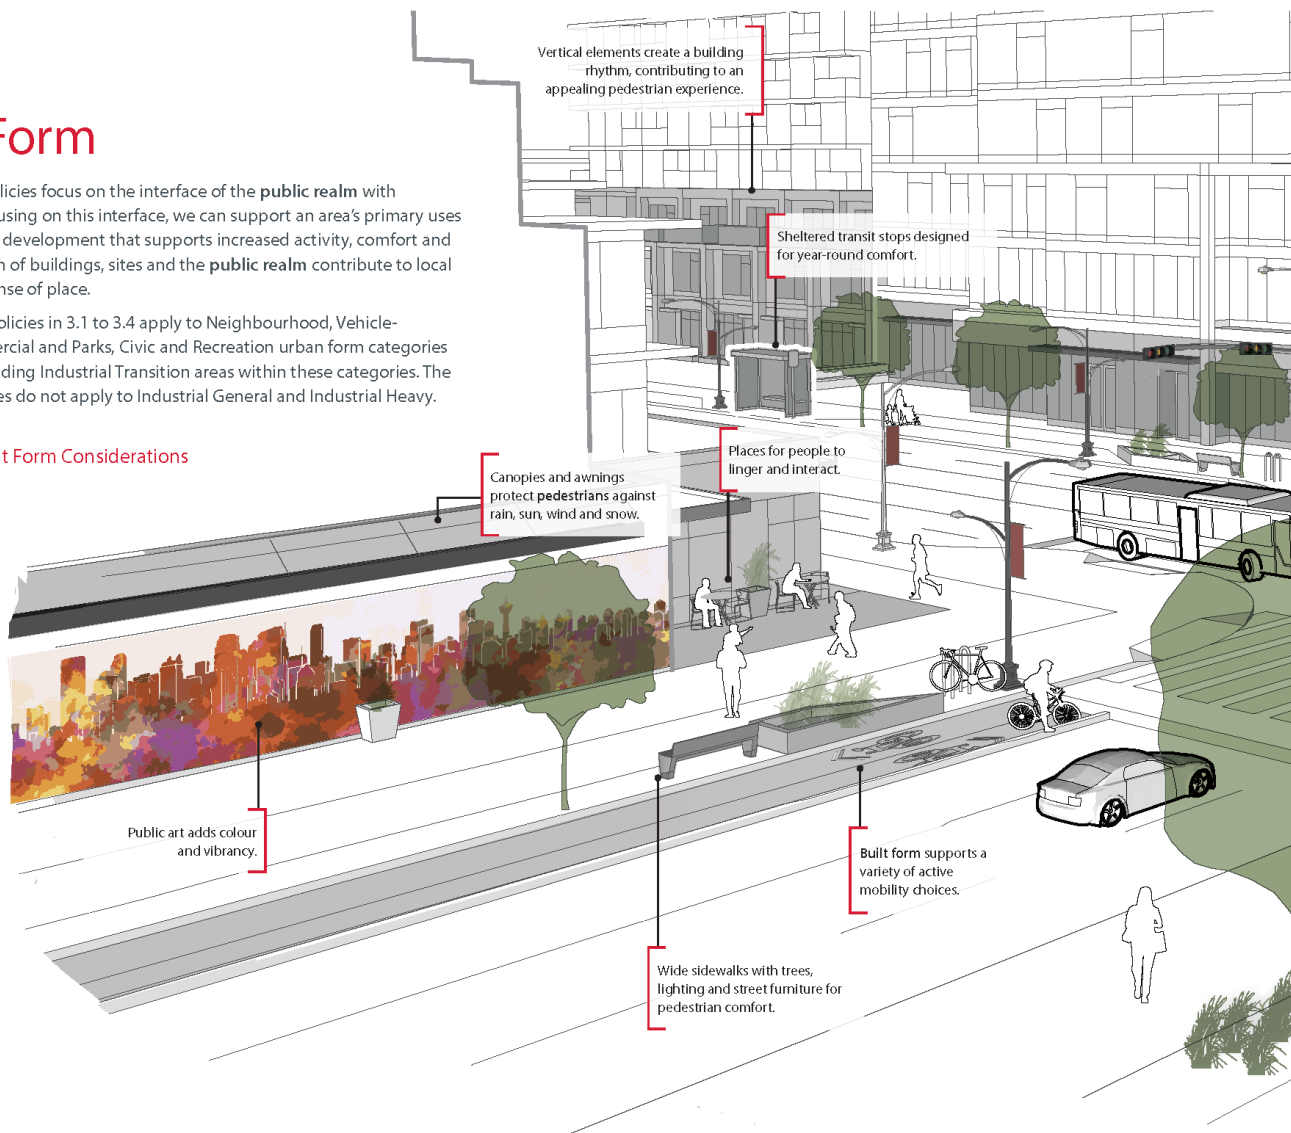 Form
licies focus on the interface of the public realm with
using on this interface, we can support an area's primary uses
development that supports increased activity, comfort and
n of buildings, sites and the public realm contribute to local
nse of place.
olicies in 3.1 to 3.4 apply to Neighbourhood, Vehicle-
ercial and Parks, Civic and Recreation urban form categories
ding Industrial Transition areas within these categories. The
es do not apply to Industrial General and Industrial Heavy.
t Form Considerations
Vertical elements create a building
rhythm, contributing to an
appealing pedestrian experience.
Sheltered transit stops designed
for year-round comfort.
Places for people to
linger and interact.
Canopies and awnings
protect pedestrians against
rain, sun, wind and snow.
Public art adds colour
and vibrancy.
Built form supports a
variety of active
mobility choices.
Wide sidewalks with trees,
lighting and street furniture for
pedestrian comfort.